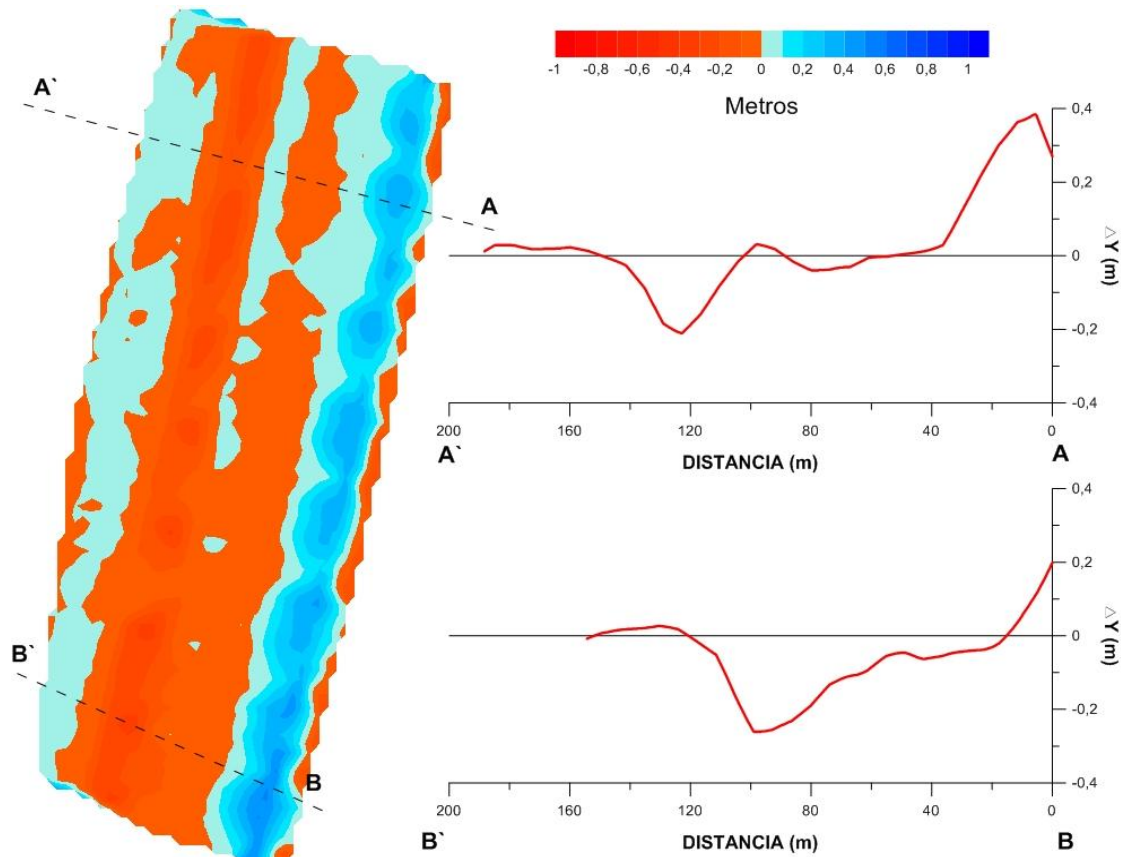 -1 -0,8 -0,6 -0,4 -0,2 0 0,2 0,4 0,6 0,8 1
Metros
A`
A
B`
B
0,4
0,2
0
-0,2
-0,4
△Y (m)
200 160 120 80 40 0
A` DISTANCIA (m) A
0,4
0,2
0
-0,2
-0,4
△Y (m)
200 160 120 80 40 0
B` DISTANCIA (m) B